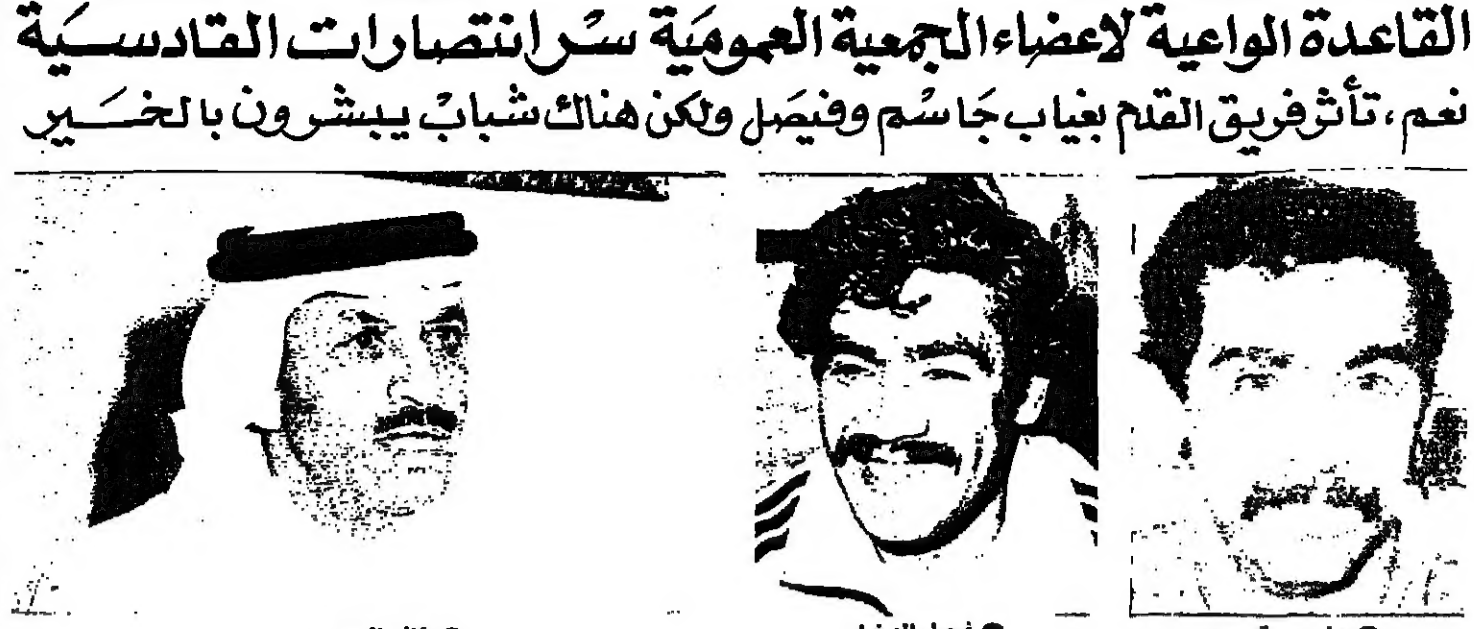 القاعدة الواعية لاعضاء الجمعية العمومية سر انتصارات القادسية
نعم، تأثر فريق القدم بغياب جاسم وفيصل ولكن هناك شباب يبشرون بالخير